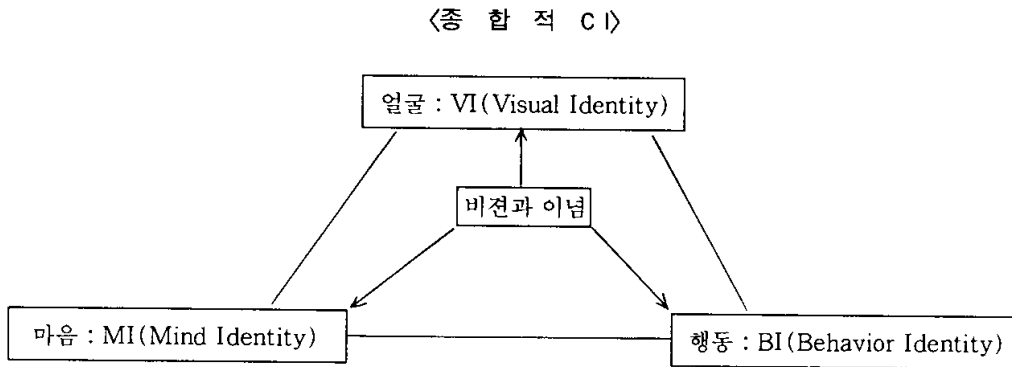 〈종 합 적 CI〉
얼굴 : VI(Visual Identity)
비젼과 이념
마음 : MI(Mind Identity)
행동 : BI(Behavior Identity)